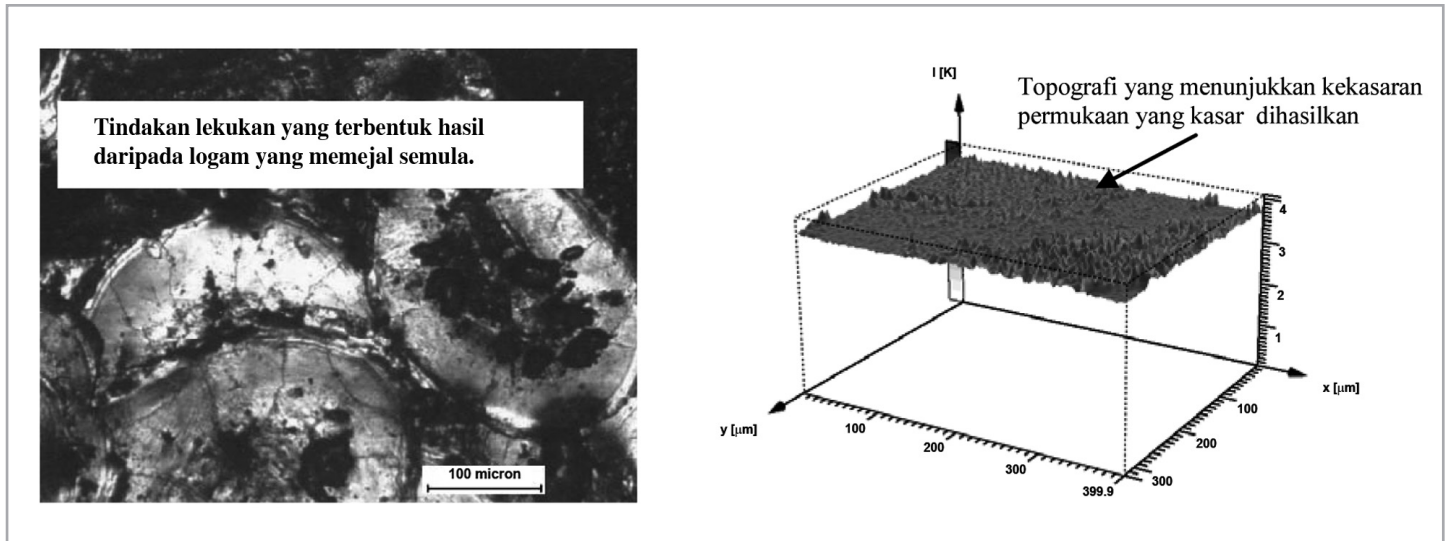 Tindakan lekukan yang terbentuk hasil
daripada logam yang memejal semula.
100 micron
I [K]
Topografi yang menunjukkan kekasaran
permukaan yang kasar dihasilkan
4
3
2
1
x [µm]
100
200
300
y [µm]
100
200
300
399.9